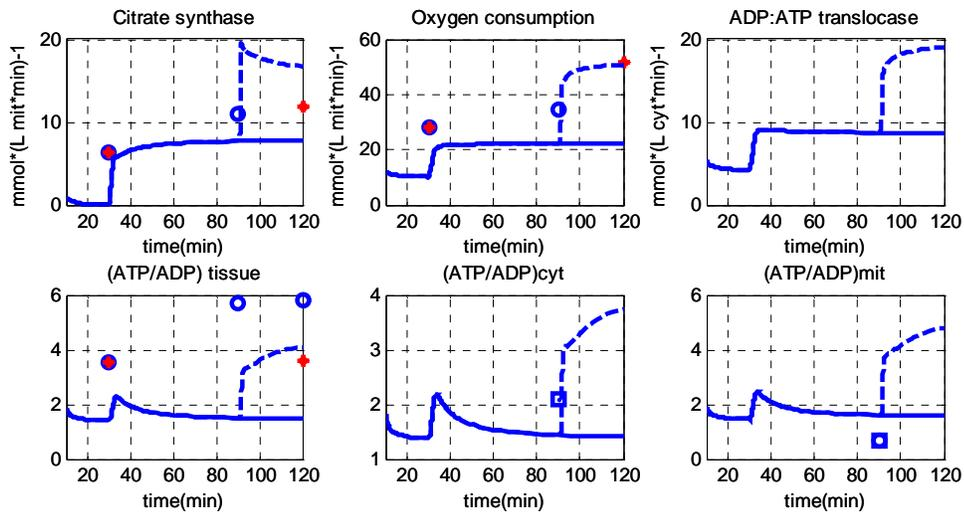 Citrate synthase
Oxygen consumption
ADP:ATP translocase
mmol*(L mit*min)-1
20
10
0
20 40 60 80 100 120
time(min)
mmol*(L mit*min)-1
60
40
20
0
20 40 60 80 100 120
time(min)
mmol*(L cyt*min)-1
20
10
0
20 40 60 80 100 120
time(min)
(ATP/ADP) tissue
(ATP/ADP)cyt
(ATP/ADP)mit
6
4
2
0
20 40 60 80 100 120
time(min)
4
3
2
1
20 40 60 80 100 120
time(min)
6
4
2
0
20 40 60 80 100 120
time(min)